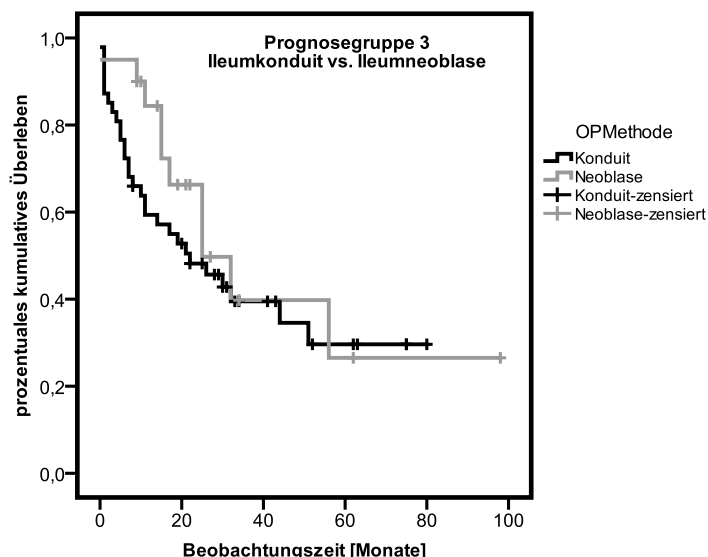 Prognosegruppe 3
Ileumkonduit vs. Ileumneoblase
prozentuales kumulatives Überleben
1,0
0,8
0,6
0,4
0,2
0,0
0 20 40 60 80 100
Beobachtungszeit [Monate]
OPMethode
Konduit
Neoblase
Konduit-zensiert
Neoblase-zensiert